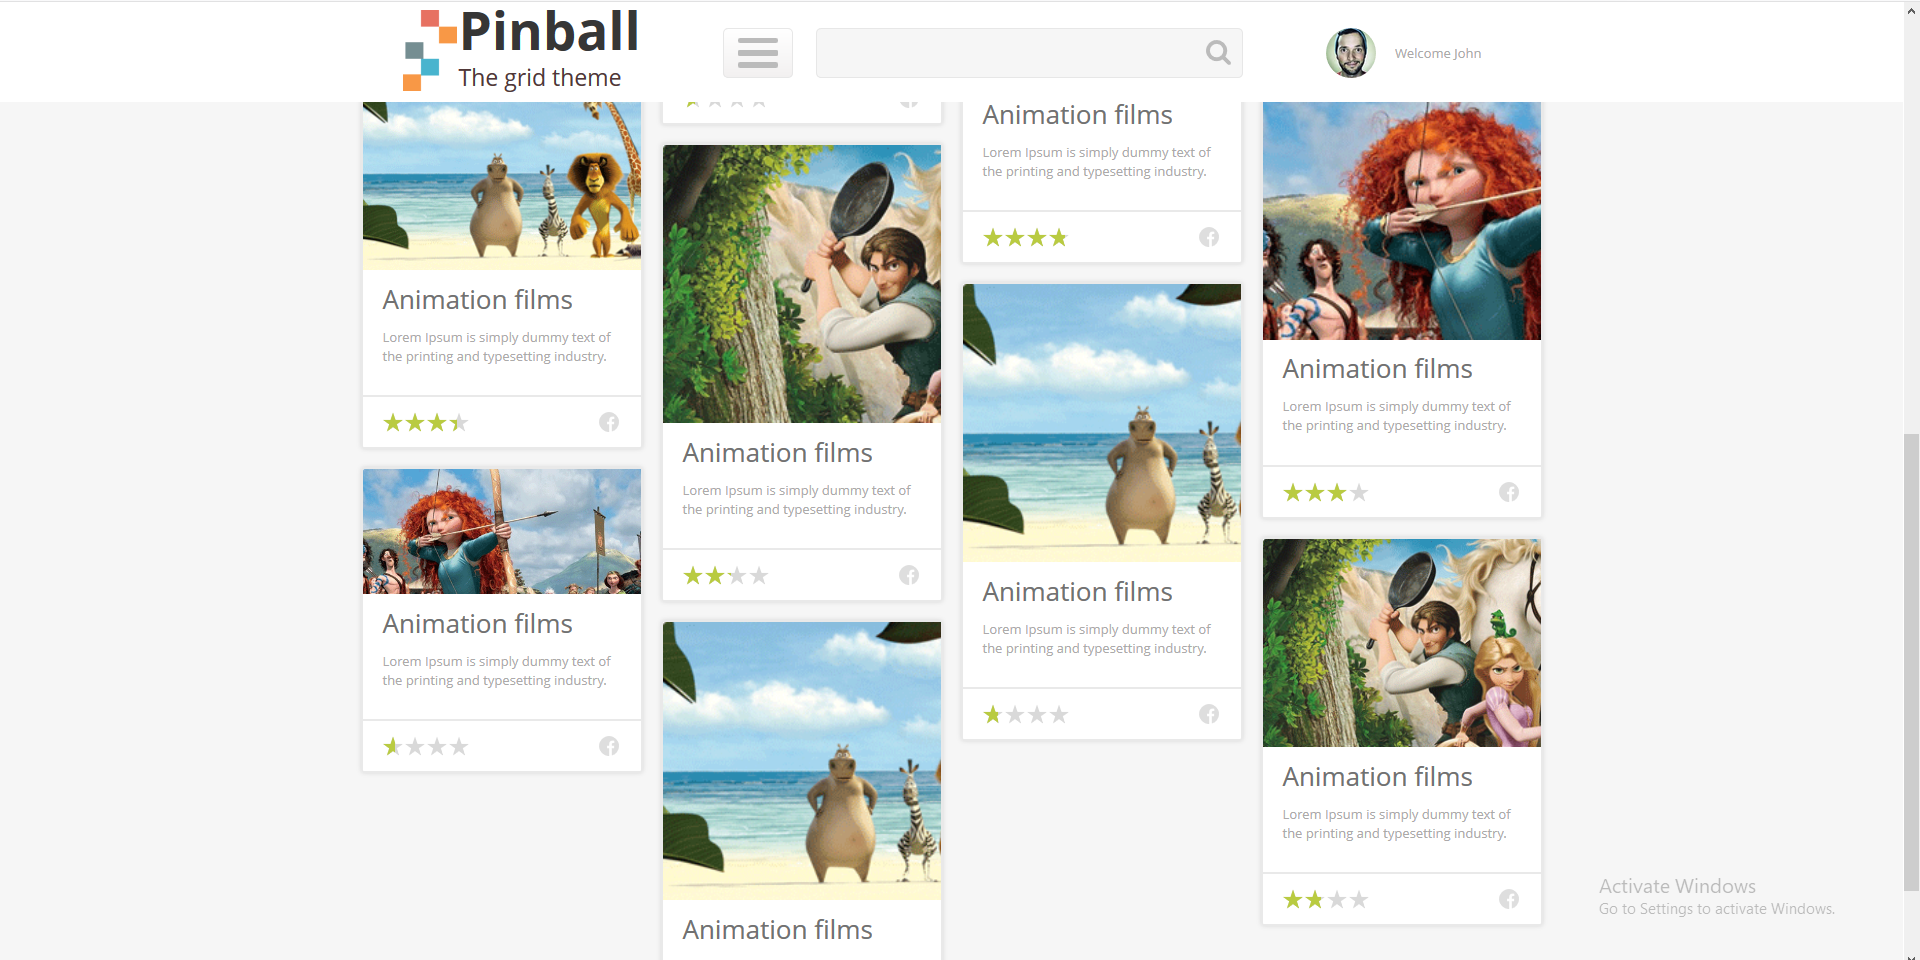 Pinball
The grid theme
Welcome John
Animation films
Lorem Ipsum is simply dummy text of
the printing and typesetting industry.
Animation films
Lorem Ipsum is simply dummy text of
the printing and typesetting industry.
Animation films
Lorem Ipsum is simply dummy text of
the printing and typesetting industry.
Animation films
Animation films
Lorem Ipsum is simply dummy text of
the printing and typesetting industry.
Animation films
Lorem Ipsum is simply dummy text of
the printing and typesetting industry.
Animation films
Lorem Ipsum is simply dummy text of
the printing and typesetting industry.
Animation films
Lorem Ipsum is simply dummy text of
the printing and typesetting industry.
Activate Windows
Go to Settings to activate Windows.